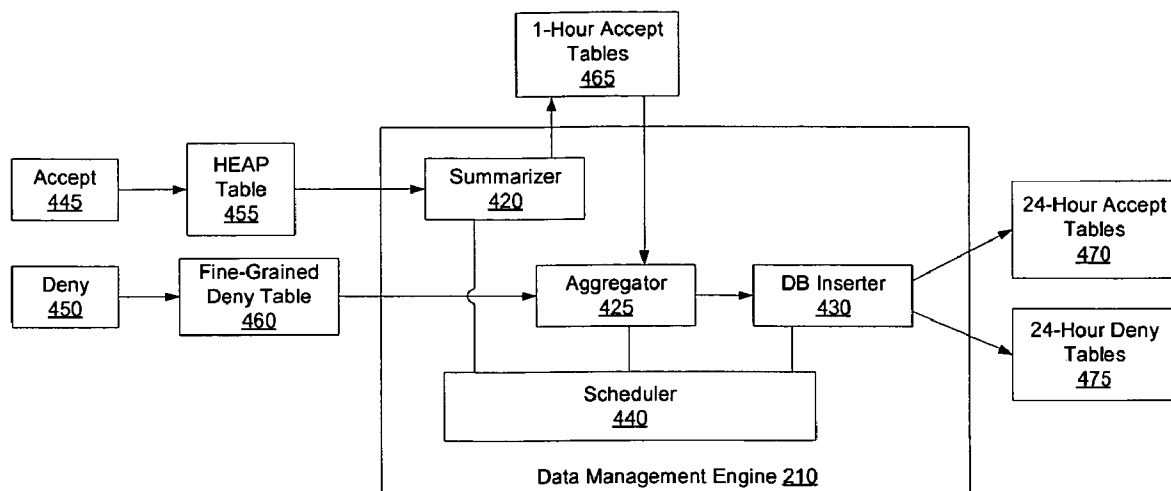 1-Hour Accept
Tables
465
Accept
445
HEAP
Table
455
Summarizer
420
24-Hour Accept
Tables
470
Deny
450
Fine-Grained
Deny Table
460
Aggregator
425
DB Inserter
430
24-Hour Deny
Tables
475
Scheduler
440
Data Management Engine 210